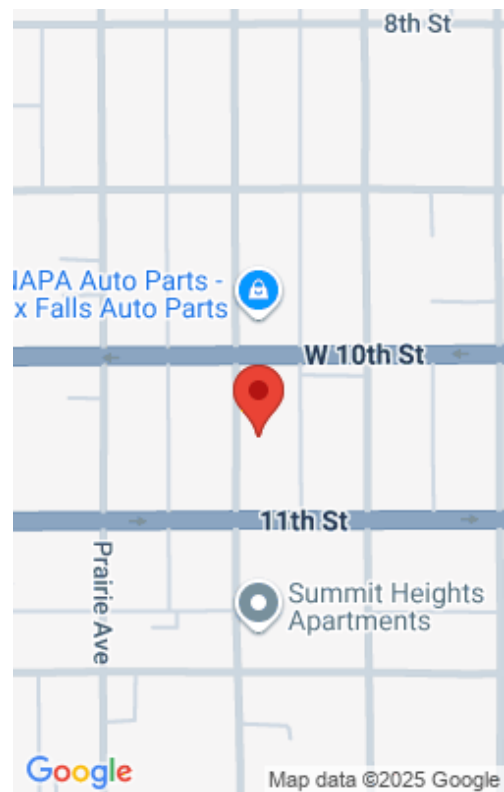 8th St
NAPA Auto Parts -
x Falls Auto Parts
W 10th St
11th St
Prairie Ave
Summit Heights
Apartments
Google
Map data ©2025 Google